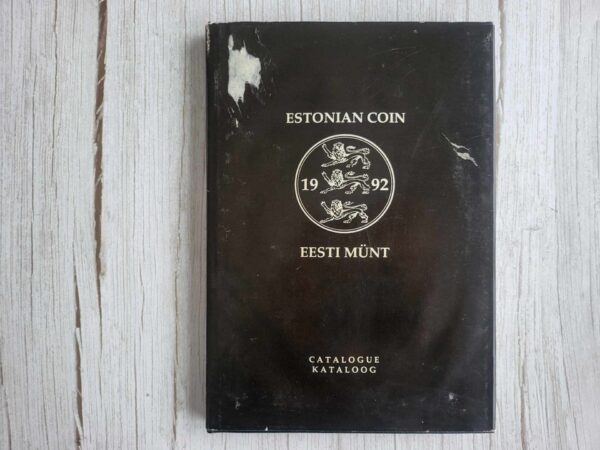 ESTONIAN COIN
19 92
EESTI MÜNT
CATALOGUE
KATALOOG